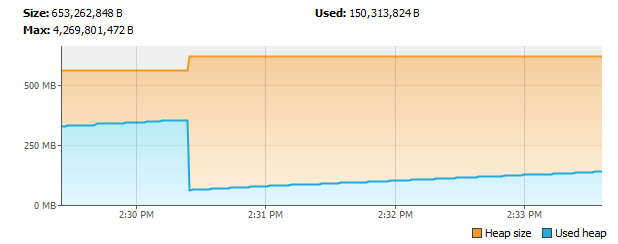 Size: 653,262,848 B Used: 150,313,824 B
Max: 4,269,801,472 B
500 MB
250 MB
0 MB
2:30 PM 2:31 PM 2:32 PM 2:33 PM
Heap size Used heap